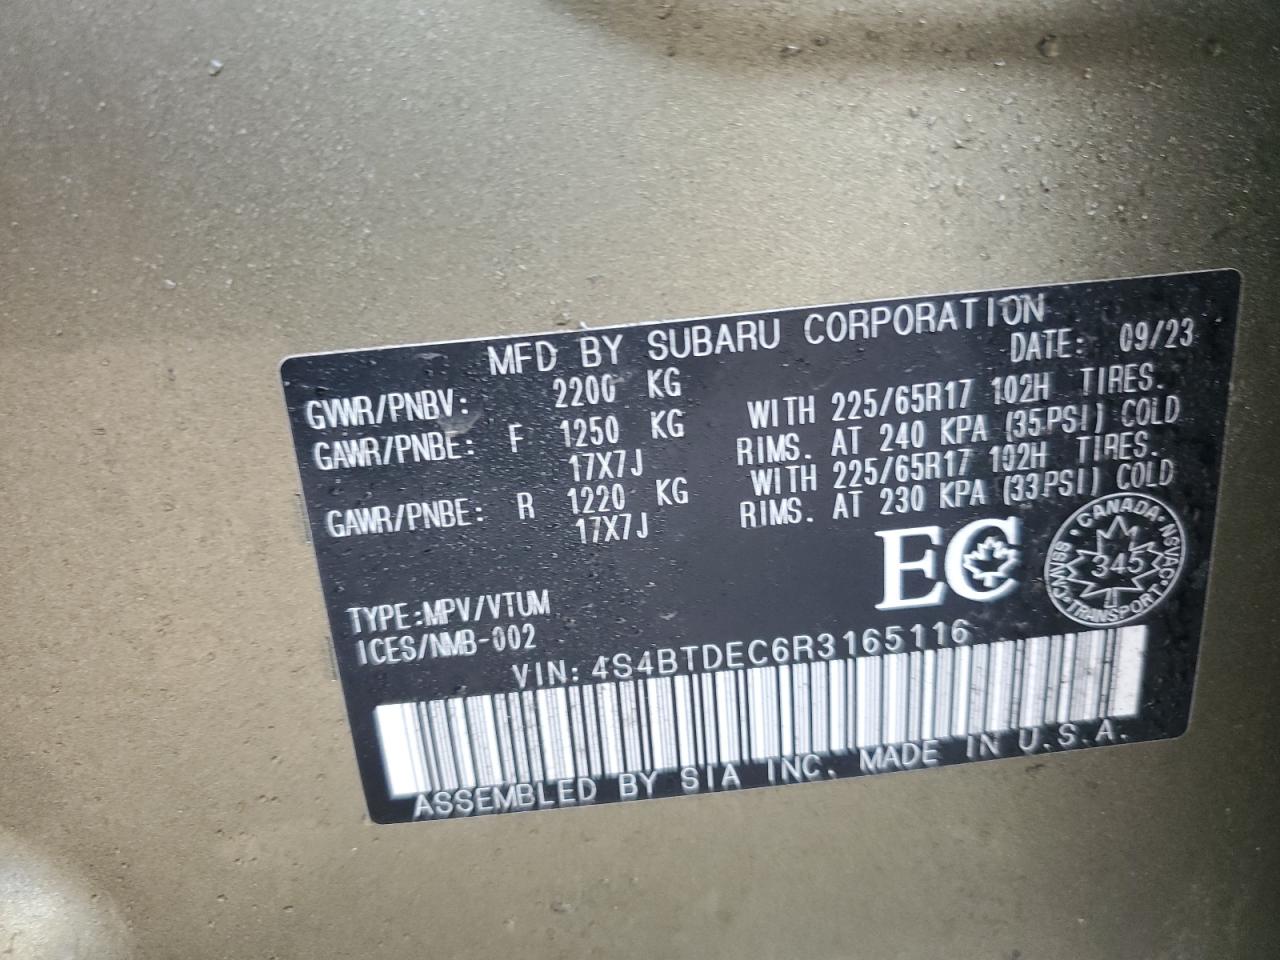 MFD BY SUBARU CORPORATION
DATE: 09/23
GVWR/PNBV: 2200 KG
GAWR/PNBE: F 1250 KG WITH 225/65R17 102H TIRES.
17X7J RIMS. AT 240 KPA (35PSI) COLD
GAWR/PNBE: R 1220 KG WITH 225/65R17 102H TIRES.
17X7J RIMS. AT 230 KPA (33PSI) COLD
EC
CANADA · NSVAC · TRANSPORT · CMVSS ·
345
TYPE:MPV/VTUM
ICES/NMB-002
VIN: 4S4BTDEC6R3165116
ASSEMBLED BY SIA INC. MADE IN U.S.A.